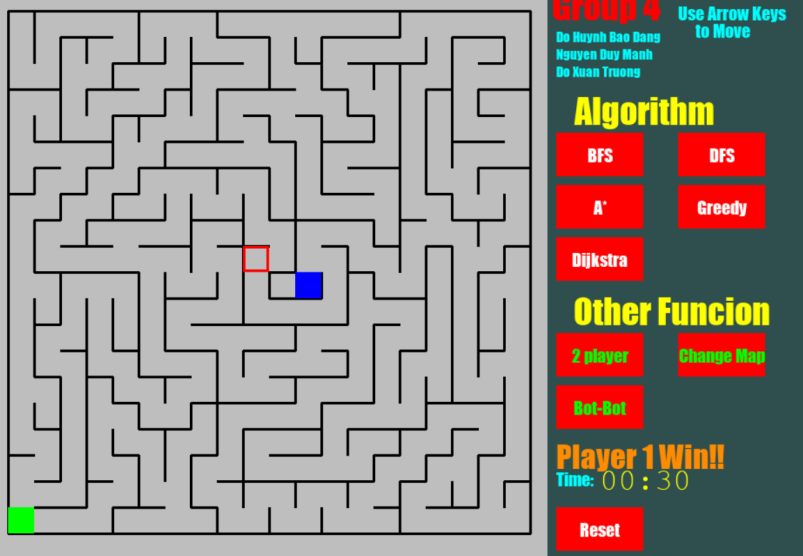 Group 4
Use Arrow Keys
to Move
Do Huynh Bao Dang
Nguyen Duy Manh
Do Xuan Truong
Algorithm
BFS
DFS
A*
Greedy
Dijkstra
Other Funcion
2 player
Change Map
Bot-Bot
Player 1 Win!!
Time: 00:30
Reset